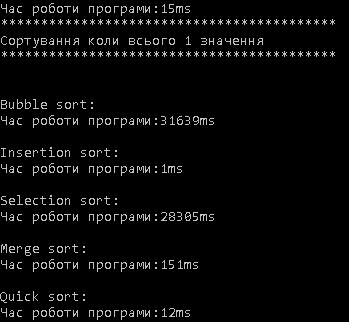 Час роботи програми:15ms
******************************************
Сортування коли всього 1 значення
******************************************
Bubble sort:
Час роботи програми:31639ms
Insertion sort:
Час роботи програми:1ms
Selection sort:
Час роботи програми:28305ms
Merge sort:
Час роботи програми:151ms
Quick sort:
Час роботи програми:12ms